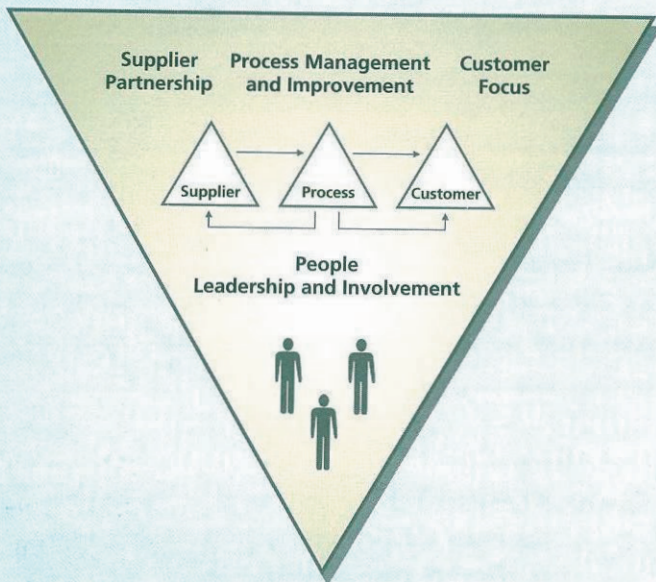 Supplier
Partnership
Process Management
and Improvement
Customer
Focus
Supplier
Process
Customer
People
Leadership and Involvement